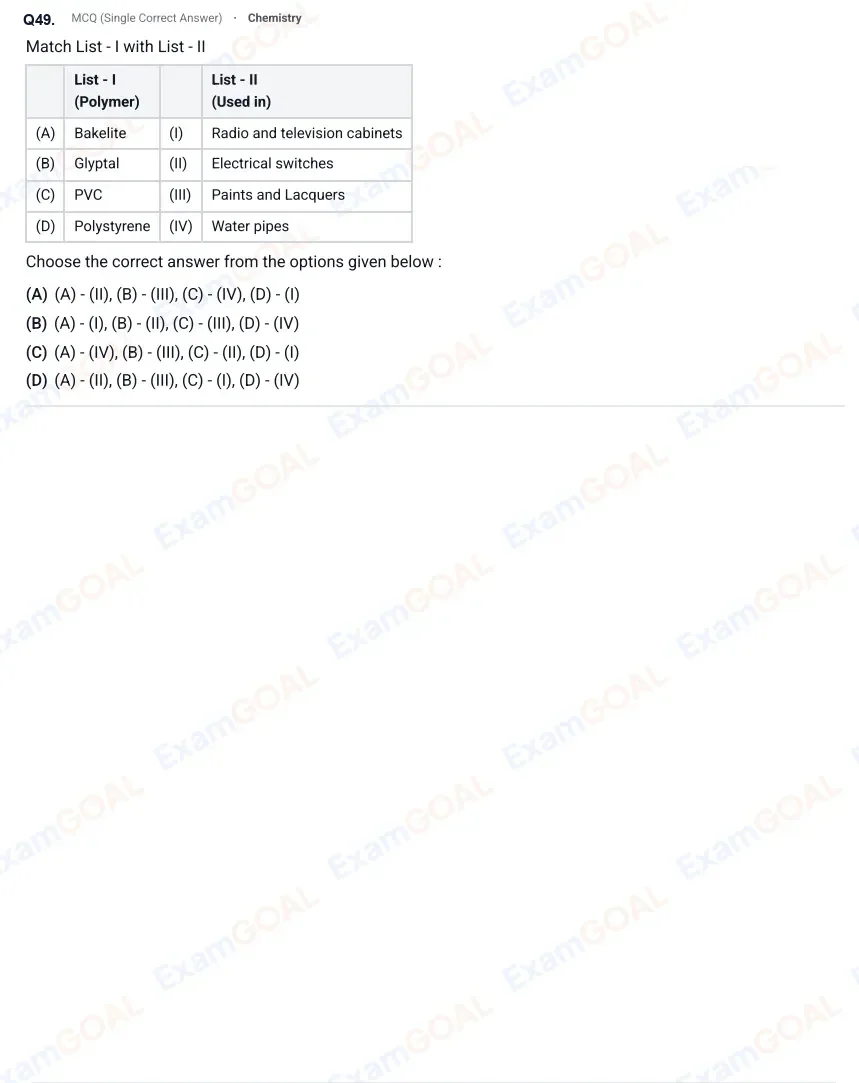 Q49. MCQ (Single Correct Answer) · Chemistry
Match List - I with List - II
List - I (Polymer) List - II (Used in)
(A) Bakelite (I) Radio and television cabinets
(B) Glyptal (II) Electrical switches
(C) PVC (III) Paints and Lacquers
(D) Polystyrene (IV) Water pipes
Choose the correct answer from the options given below :
(A) (A) - (II), (B) - (III), (C) - (IV), (D) - (I)
(B) (A) - (I), (B) - (II), (C) - (III), (D) - (IV)
(C) (A) - (IV), (B) - (III), (C) - (II), (D) - (I)
(D) (A) - (II), (B) - (III), (C) - (I), (D) - (IV)
ExamGOAL